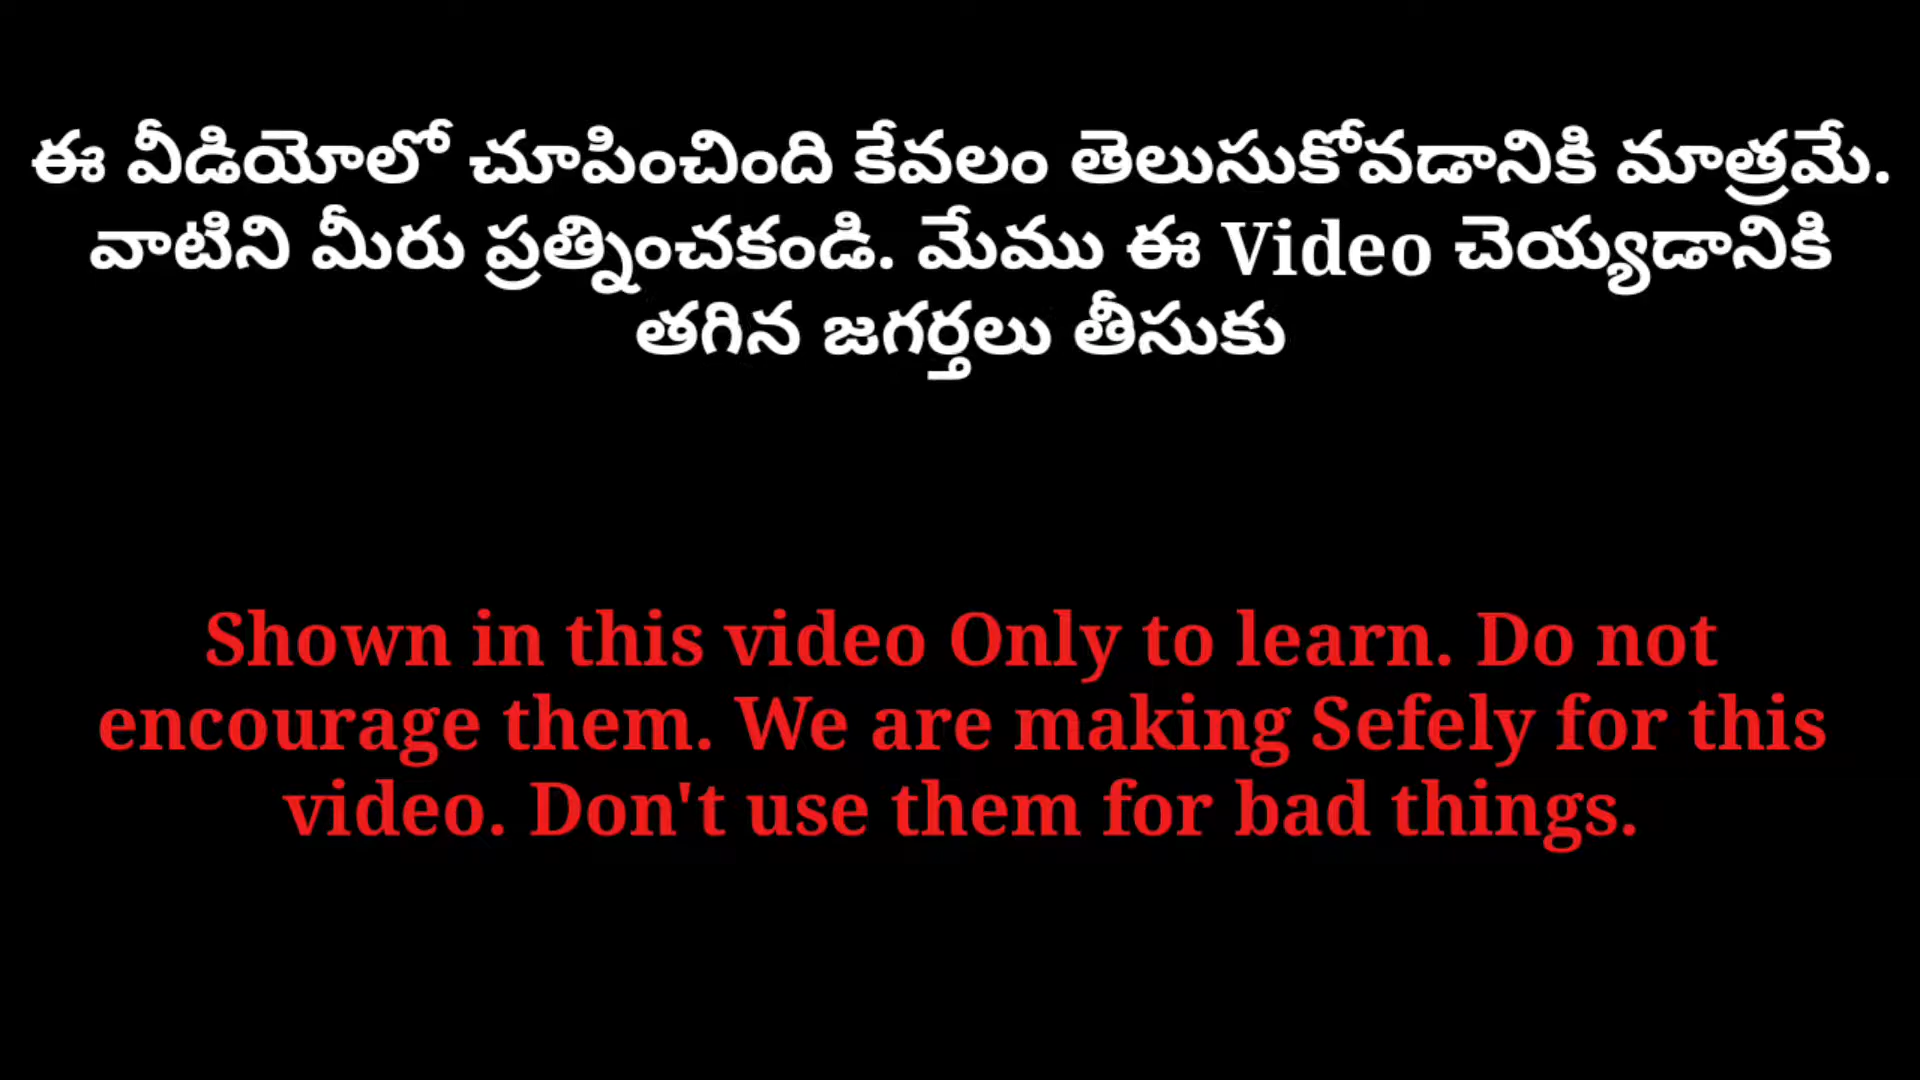 ఈ వీడియోలో చూపించింది కేవలం తెలుసుకోవడానికి మాత్రమే.
వాటిని మీరు ప్రత్నించకండి. మేము ఈ Video చెయ్యడానికి
తగిన జగర్తలు తీసుకు
Shown in this video Only to learn. Do not
encourage them. We are making Sefely for this
video. Don't use them for bad things.